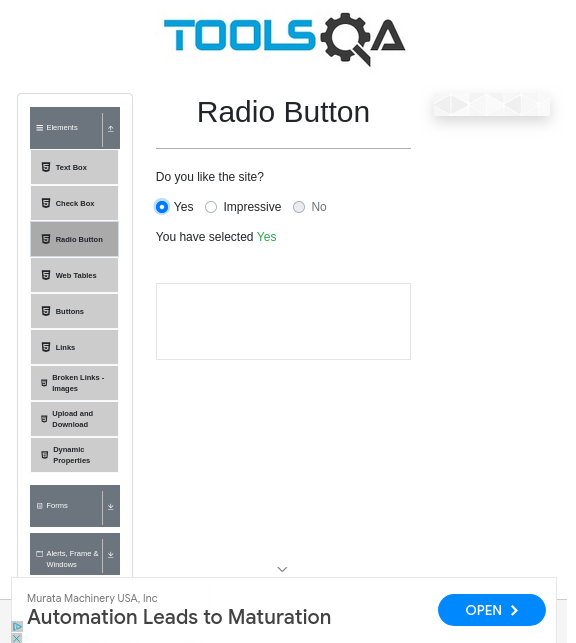 TOOLSQA
Elements
Text Box
Check Box
Radio Button
Web Tables
Buttons
Links
Broken Links -
Images
Upload and
Download
Dynamic
Properties
Forms
Alerts, Frame &
Windows
Radio Button
Do you like the site?
Yes
Impressive
No
You have selected Yes
Murata Machinery USA, Inc
Automation Leads to Maturation
OPEN